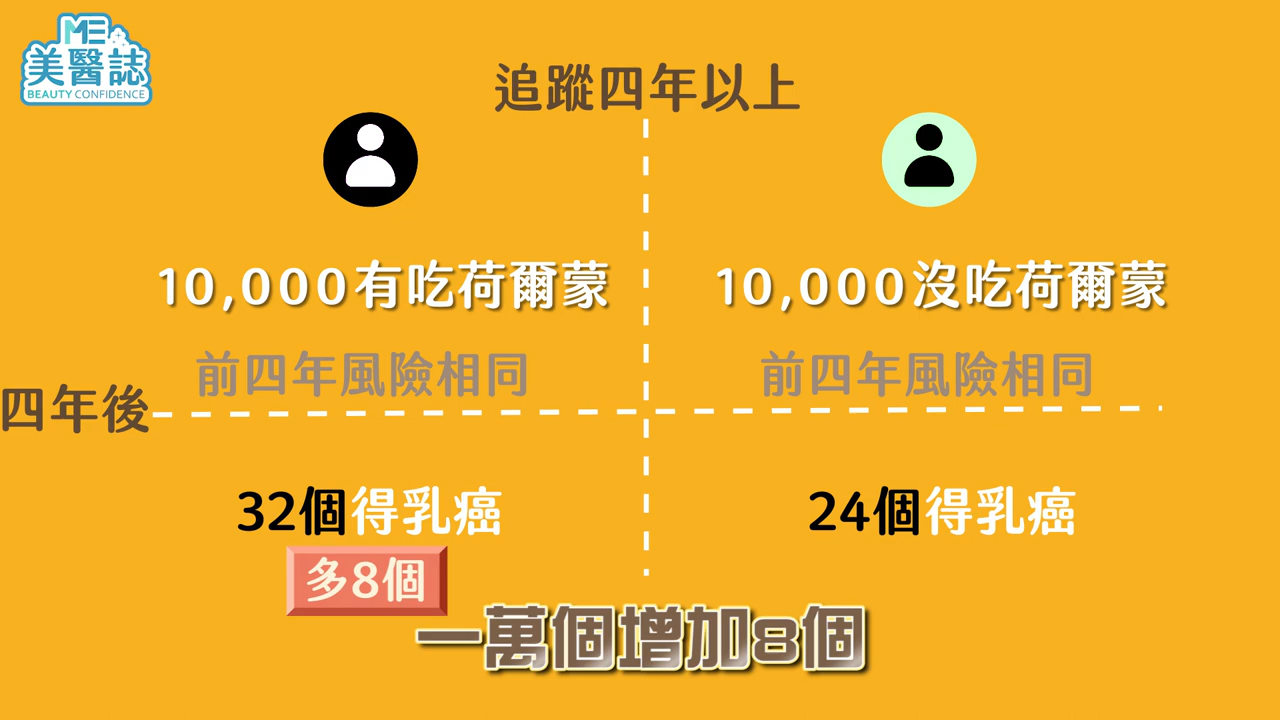 ME
美醫誌
BEAUTY CONFIDENCE
追蹤四年以上
10,000有吃荷爾蒙
10,000沒吃荷爾蒙
前四年風險相同
前四年風險相同
四年後
32個得乳癌
24個得乳癌
多8個
一萬個增加8個